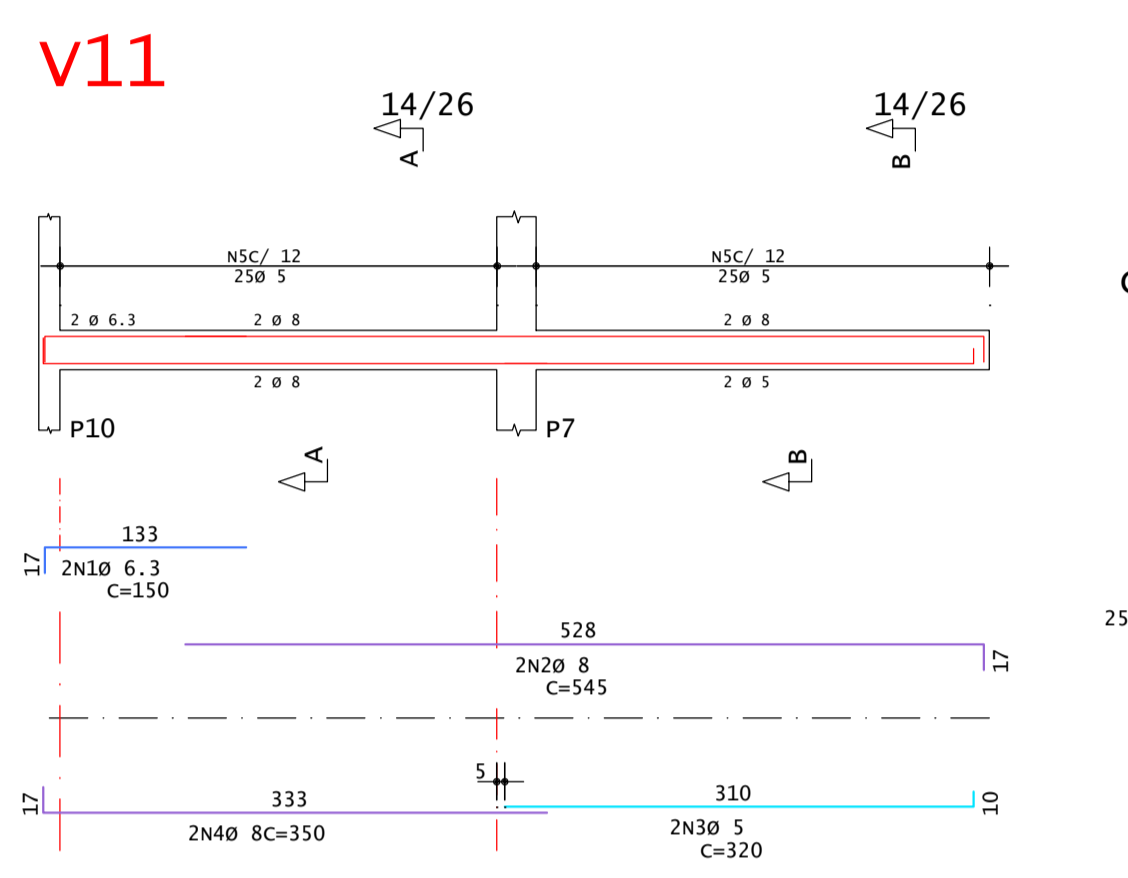 V11
14/26
14/26
A
B
N5C/ 12
25Ø 5
N5C/ 12
25Ø 5
2 Ø 6.3
2 Ø 8
2 Ø 8
2 Ø 8
2 Ø 5
P10
P7
A
B
133
17
2N1Ø 6.3
C=150
528
17
2N2Ø 8
C=545
25
5
17
333
310
10
2N4Ø 8C=350
2N3Ø 5
C=320